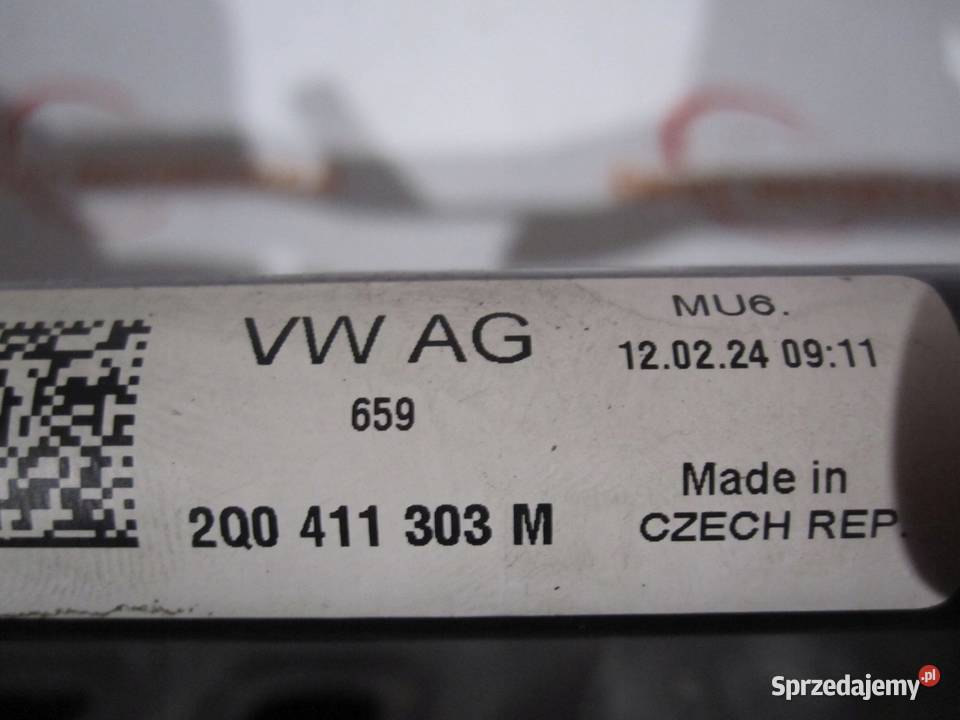 VW AG
659
2Q0 411 303 M
MU6.
12.02.24 09:11
Made in
CZECH REP.
Sprzedajemy.pl